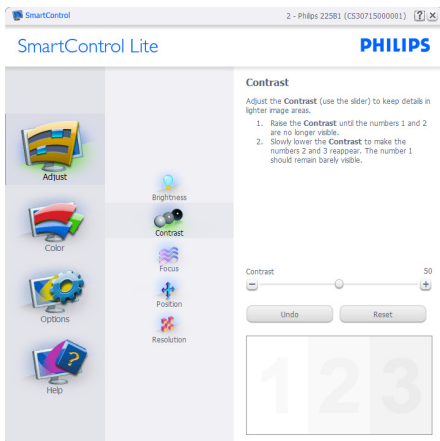 SmartControl
2 - Philips 225B1 (CS30715000001)
SmartControl Lite
PHILIPS
Adjust
Color
Options
Help
Brightness
Contrast
Focus
Position
Resolution
Contrast
Adjust the Contrast (use the slider) to keep details in
lighter image areas.
1. Raise the Contrast until the numbers 1 and 2
are no longer visible.
2. Slowly lower the Contrast to make the
numbers 2 and 3 reappear. The number 1
should remain barely visible.
Contrast 50
Undo Reset
1 2 3